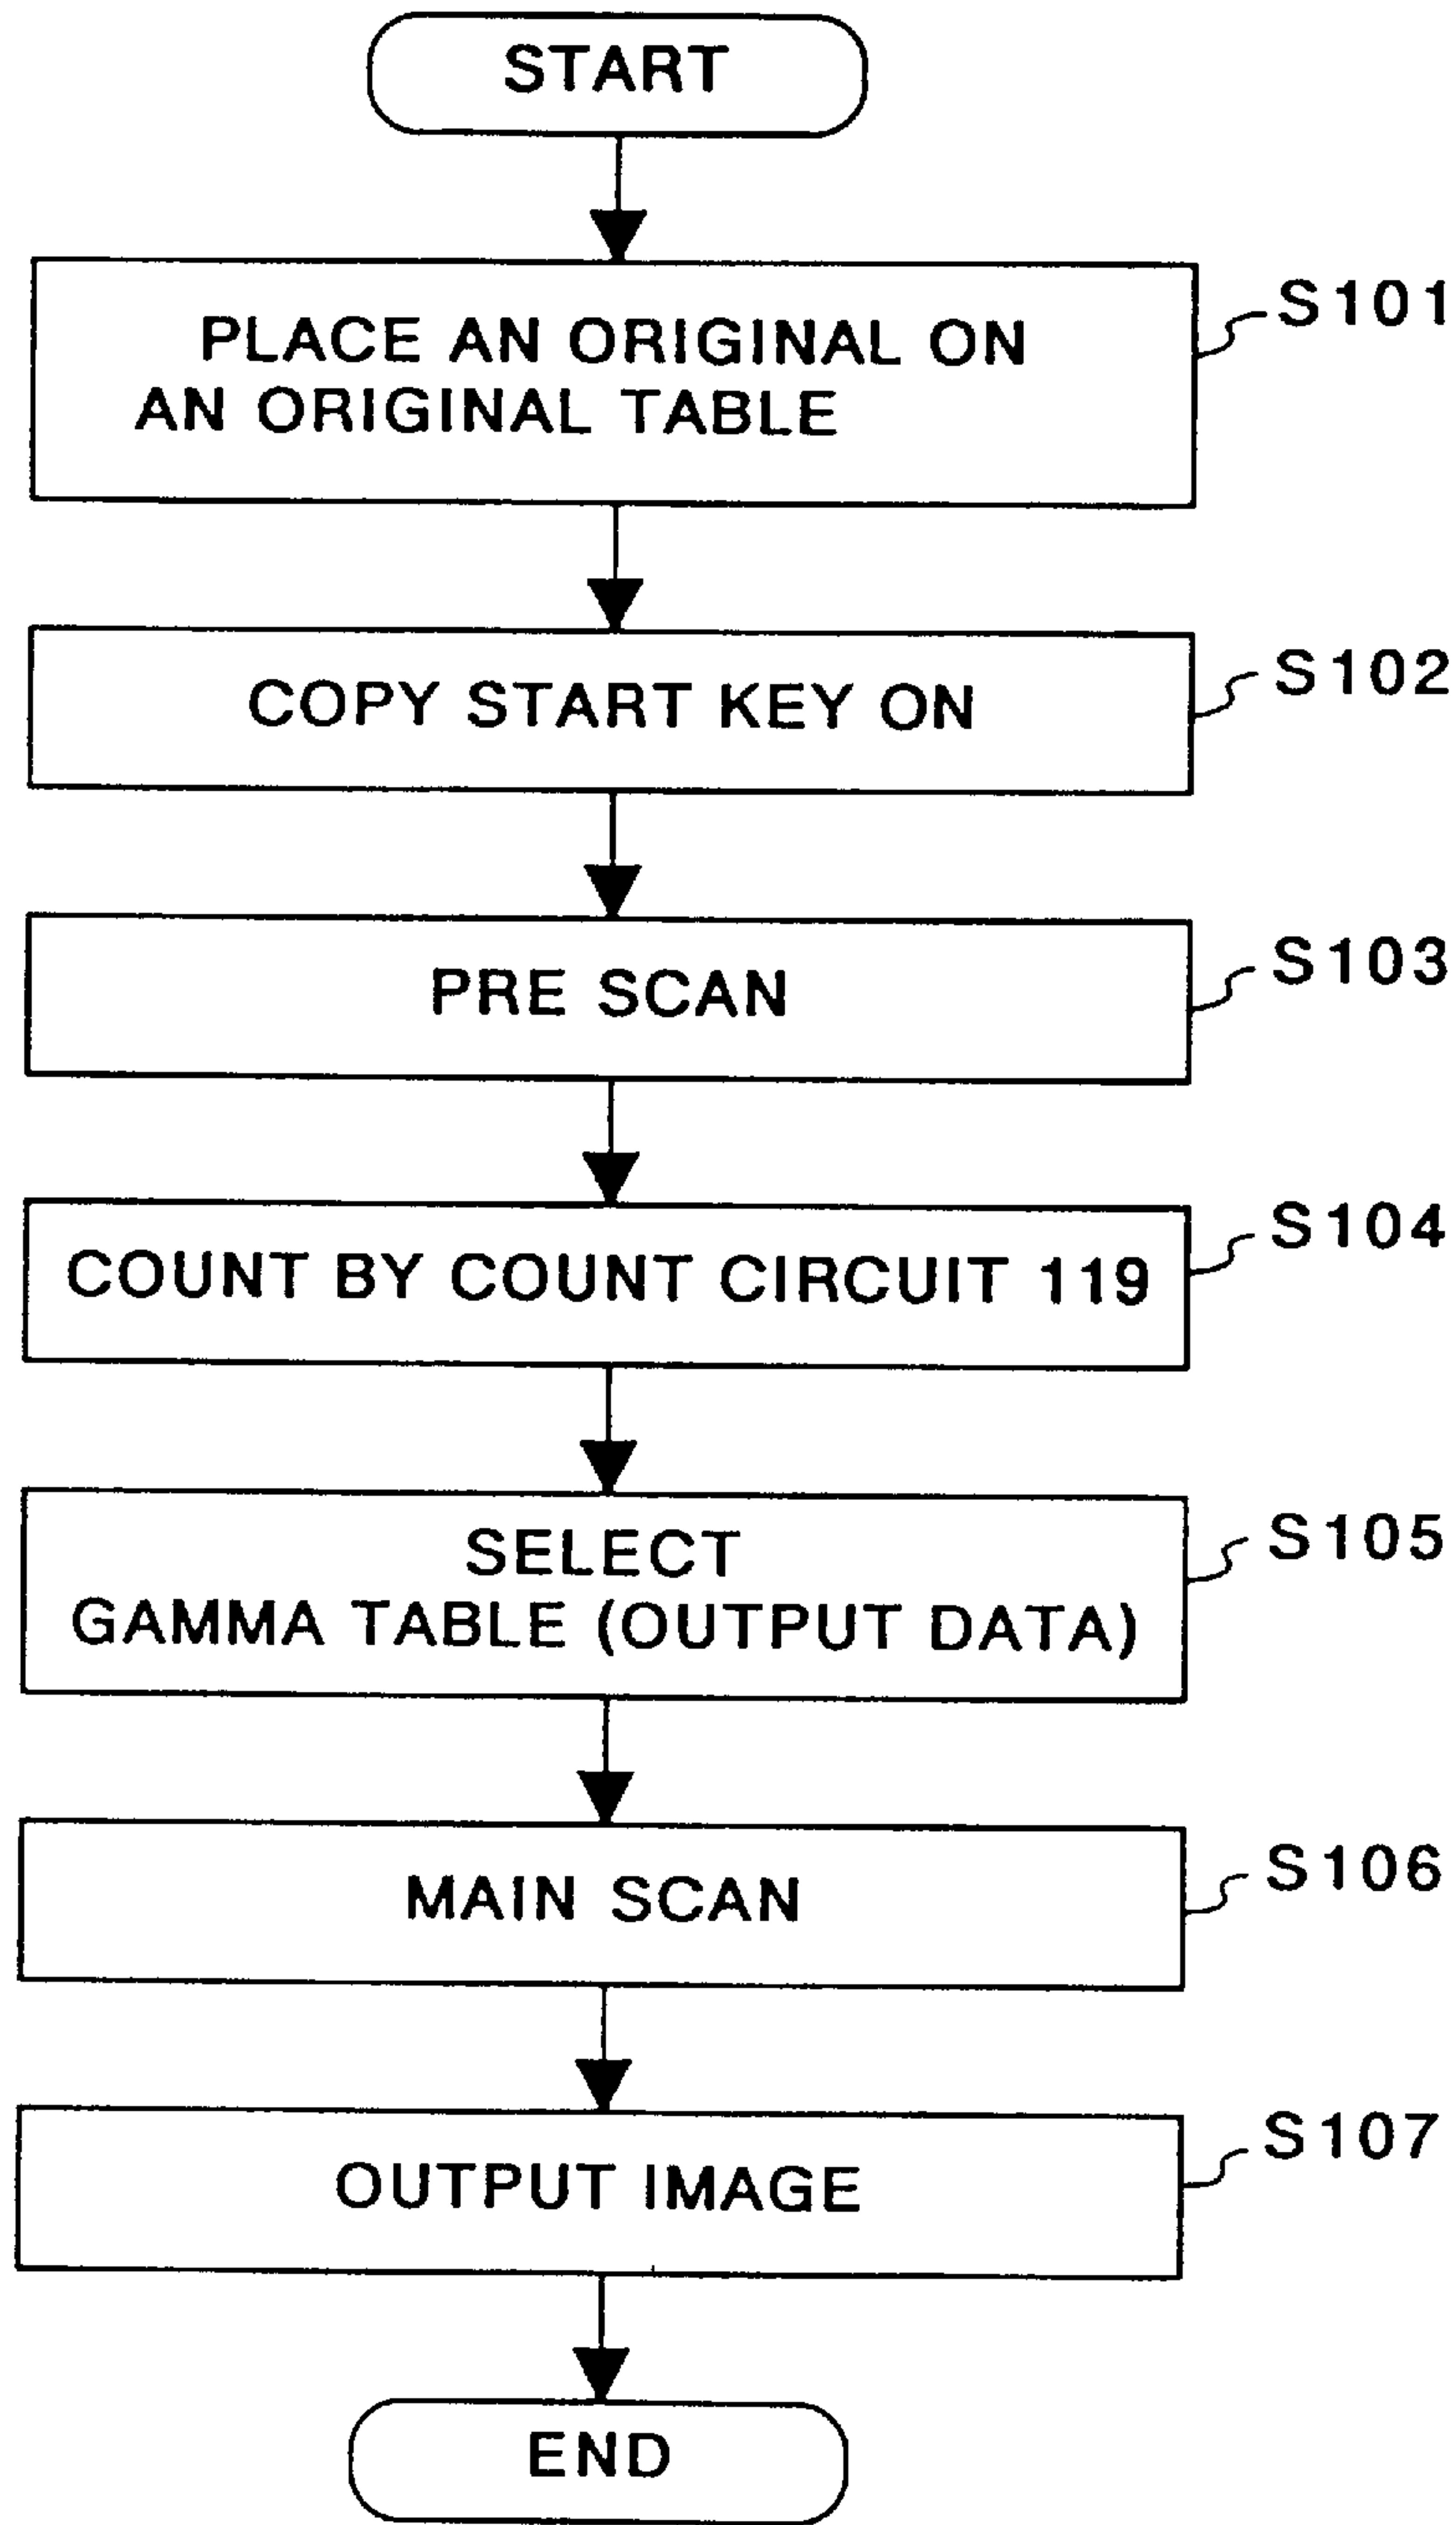 START
PLACE AN ORIGINAL ON
AN ORIGINAL TABLE
S101
COPY START KEY ON
S102
PRE SCAN
S103
COUNT BY COUNT CIRCUIT 119
S104
SELECT
GAMMA TABLE (OUTPUT DATA)
S105
MAIN SCAN
S106
OUTPUT IMAGE
S107
END